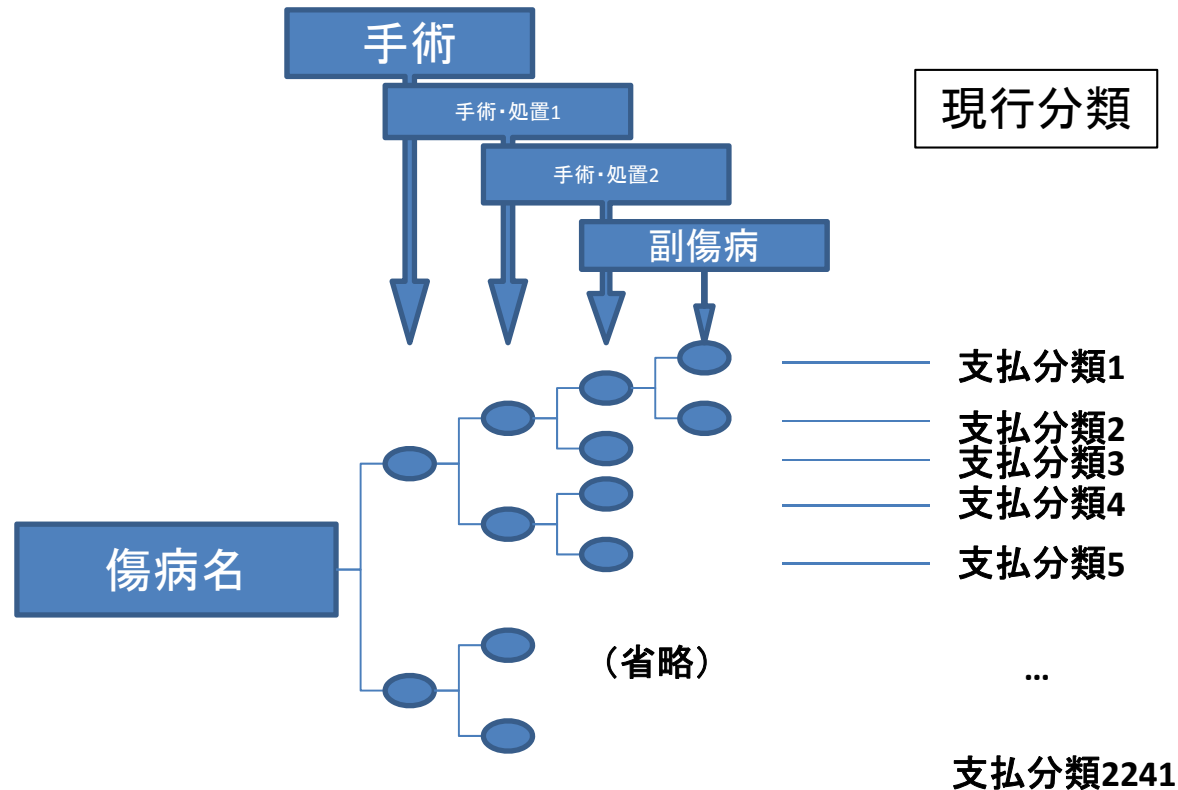 手術
現行分類
手術・処置1
手術・処置2
副傷病
支払分類1
支払分類2
支払分類3
支払分類4
傷病名
支払分類5
（省略）
…
支払分類2241